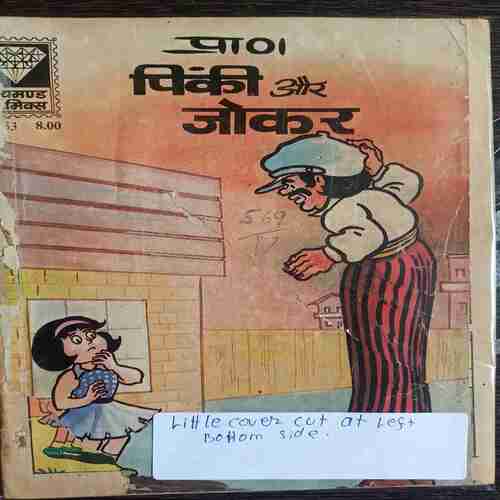 प्राण
पिंकी और
जोकर
8.00
569
Little cover cut at Left
Bottom side.